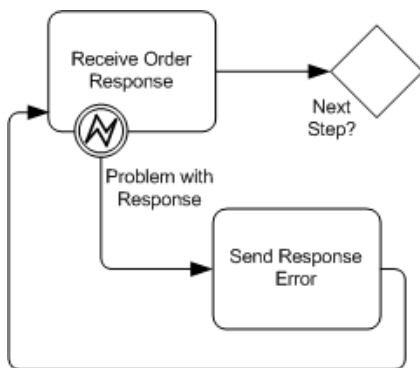 Receive Order
Response
Next
Step?
Problem with
Response
Send Response
Error